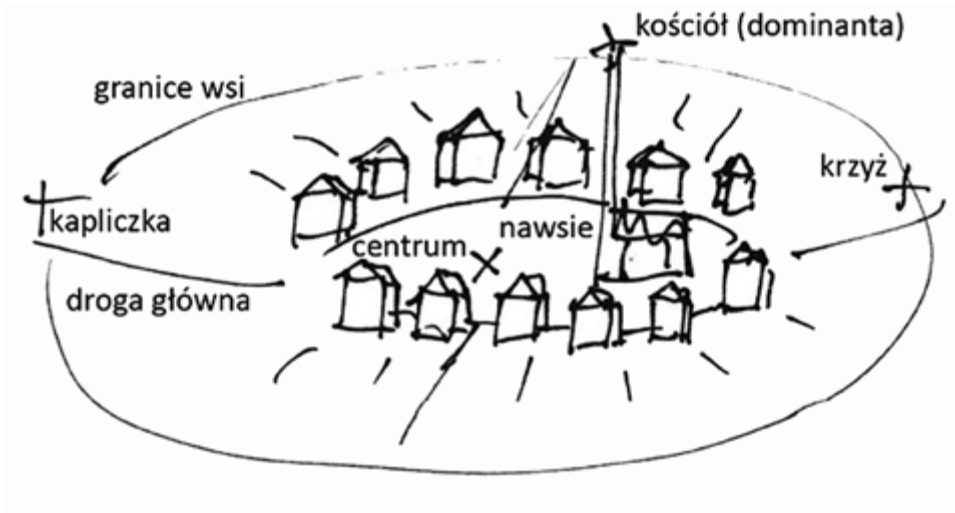 kościół (dominanta)
granice wsi
krzyż
kapliczka
nawsie
centrum
droga główna